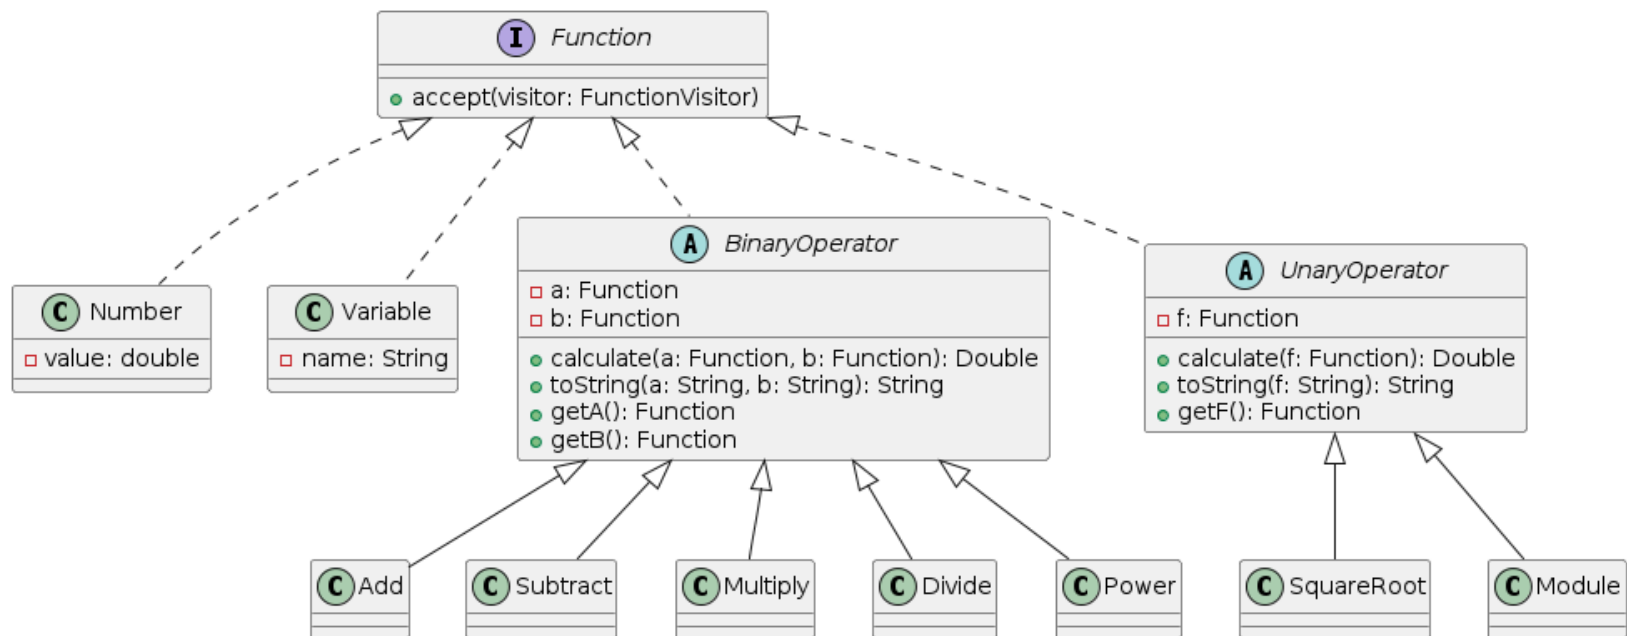 I Function
accept(visitor: FunctionVisitor)
C Number
value: double
C Variable
name: String
A BinaryOperator
a: Function
b: Function
calculate(a: Function, b: Function): Double
toString(a: String, b: String): String
getA(): Function
getB(): Function
A UnaryOperator
f: Function
calculate(f: Function): Double
toString(f: String): String
getF(): Function
C Add
C Subtract
C Multiply
C Divide
C Power
C SquareRoot
C Module